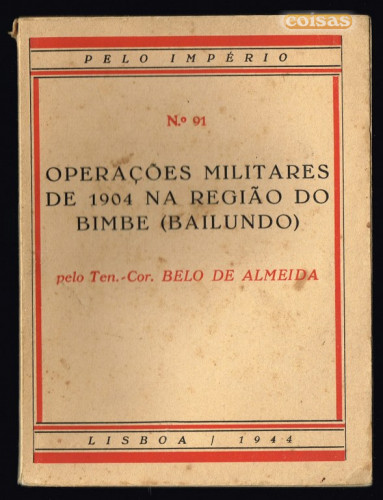 coisas
PELO IMPÉRIO
N.º 91
OPERAÇÕES MILITARES
DE 1904 NA REGIÃO DO
BIMBE (BAILUNDO)
pelo Ten.-Cor. BELO DE ALMEIDA
LISBOA / 1944